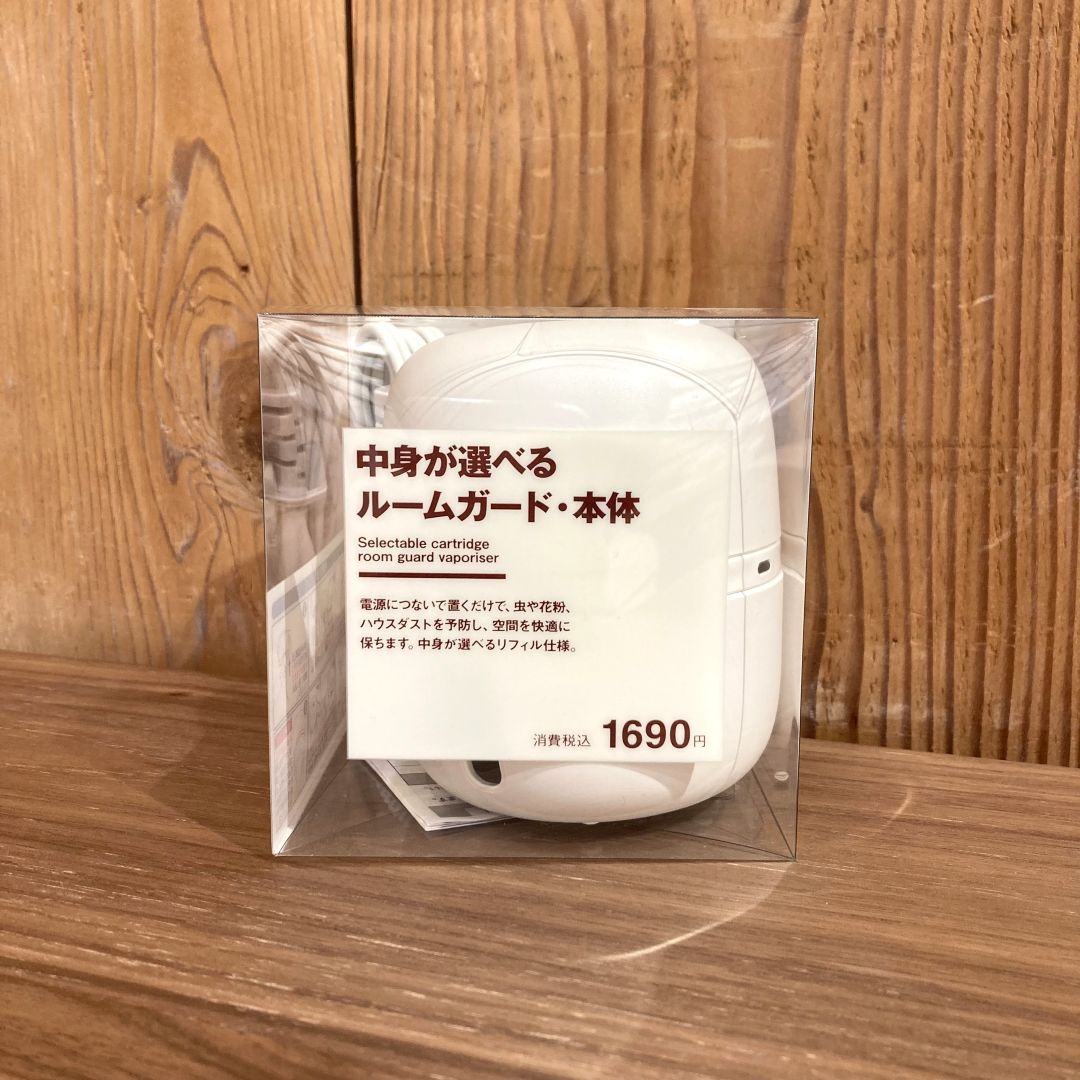 中身が選べる
ルームガード・本体
Selectable cartridge
room guard vaporiser
電源につないで置くだけで、虫や花粉、
ハウスダストを予防し、空間を快適に
保ちます。中身が選べるリフィル仕様。
消費税込 1690円